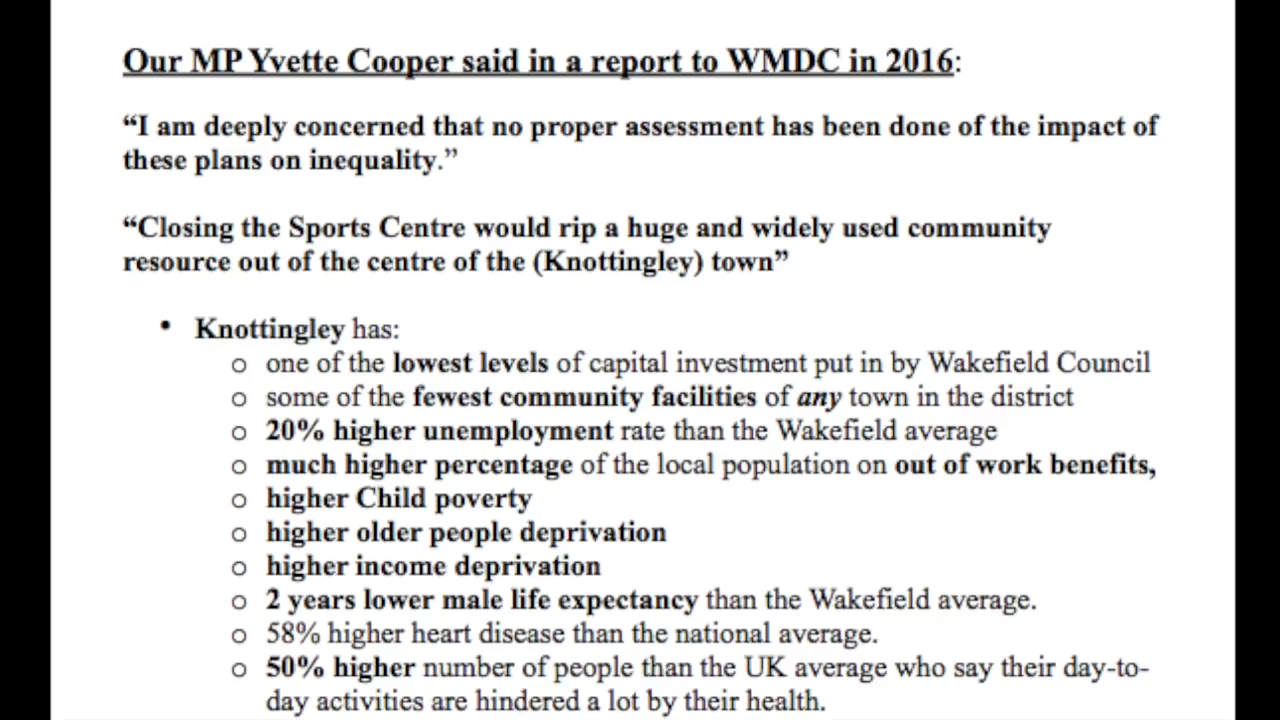 Our MP Yvette Cooper said in a report to WMDC in 2016:
“I am deeply concerned that no proper assessment has been done of the impact of
these plans on inequality.”
“Closing the Sports Centre would rip a huge and widely used community
resource out of the centre of the (Knottingley) town”
• Knottingley has:
o one of the lowest levels of capital investment put in by Wakefield Council
o some of the fewest community facilities of any town in the district
o 20% higher unemployment rate than the Wakefield average
o much higher percentage of the local population on out of work benefits,
o higher Child poverty
o higher older people deprivation
o higher income deprivation
o 2 years lower male life expectancy than the Wakefield average.
o 58% higher heart disease than the national average.
o 50% higher number of people than the UK average who say their day-to-
day activities are hindered a lot by their health.